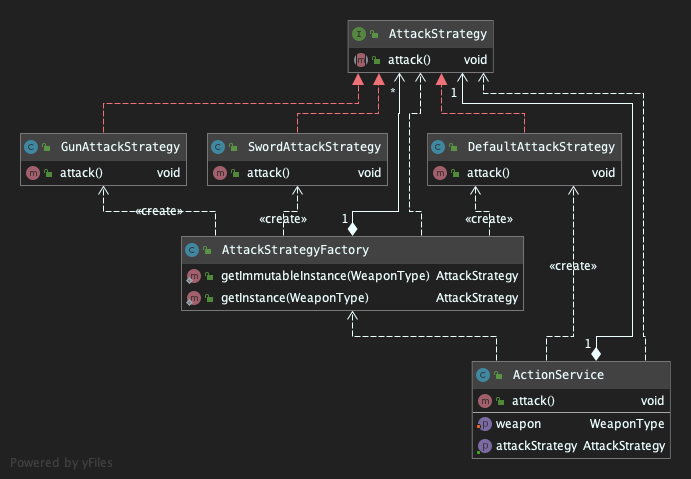 I AttackStrategy
m attack() void
* 1
C GunAttackStrategy
m attack() void
C SwordAttackStrategy
m attack() void
C DefaultAttackStrategy
m attack() void
«create»
«create»
«create»
1
C AttackStrategyFactory
m getImmutableInstance(WeaponType) AttackStrategy
m getInstance(WeaponType) AttackStrategy
«create»
1
C ActionService
m attack() void
p weapon WeaponType
p attackStrategy AttackStrategy
Powered by yFiles